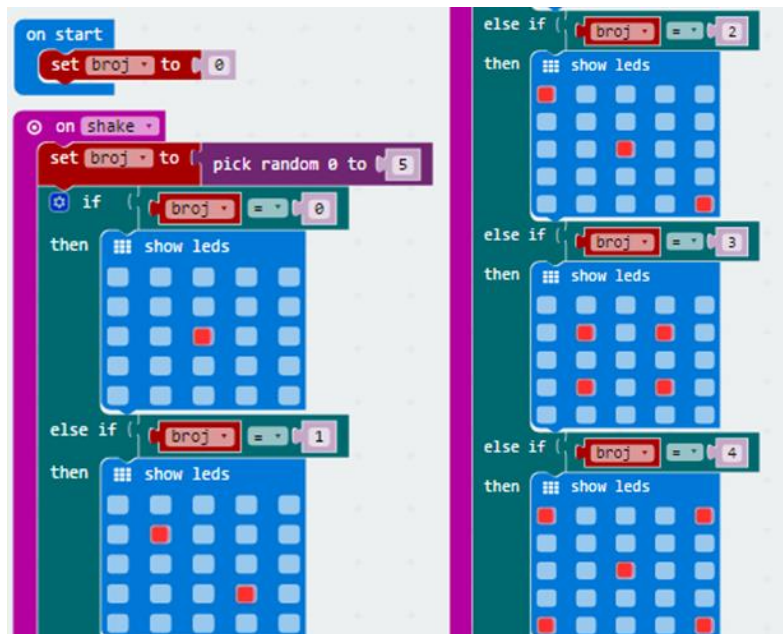 on start
set broj to 0
on shake
set broj to pick random 0 to 5
if broj = 0
then show leds
else if broj = 1
then show leds
else if broj = 2
then show leds
else if broj = 3
then show leds
else if broj = 4
then show leds